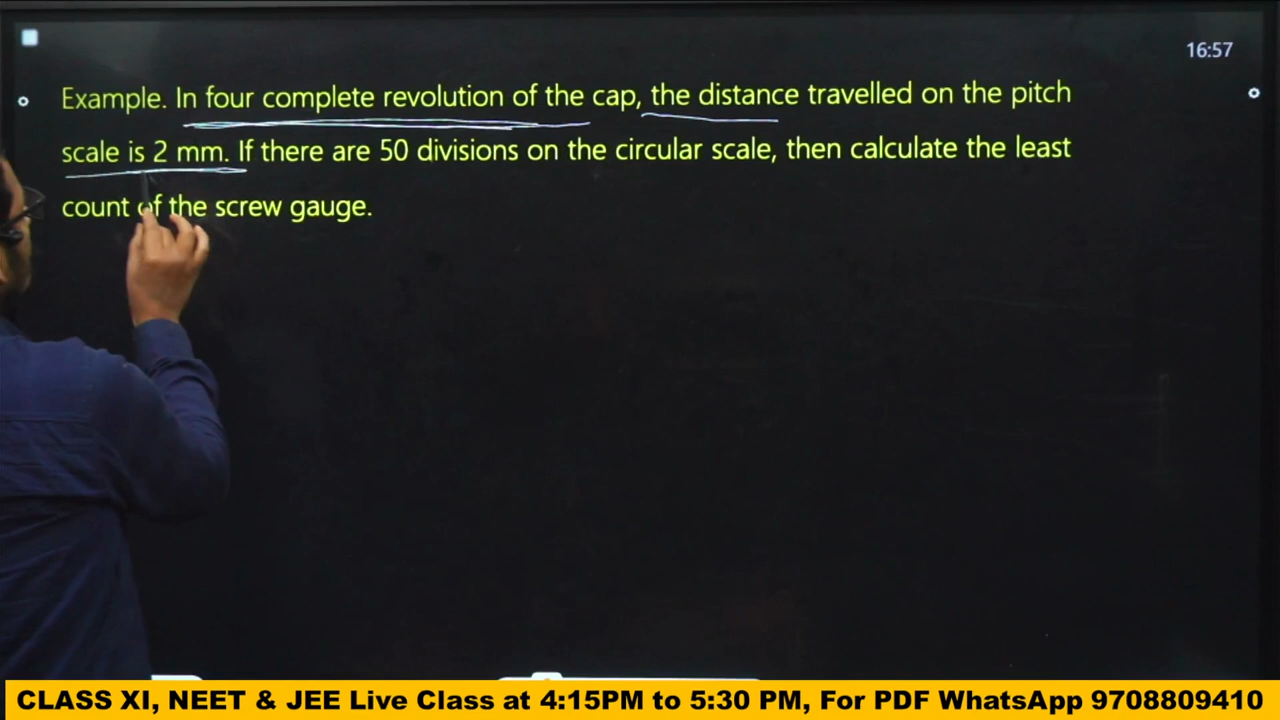 16:57
Example. In four complete revolution of the cap, the distance travelled on the pitch
scale is 2 mm. If there are 50 divisions on the circular scale, then calculate the least
count of the screw gauge.
CLASS XI, NEET & JEE Live Class at 4:15PM to 5:30 PM, For PDF WhatsApp 9708809410